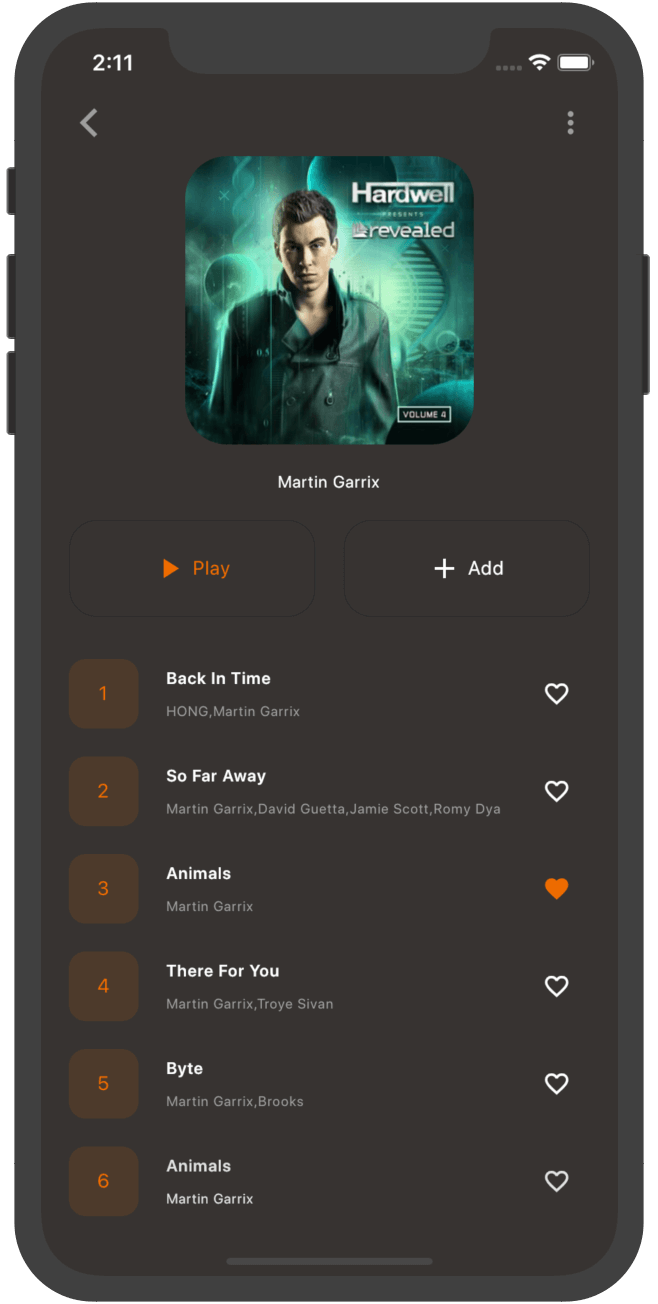 2:11
Hardwell
PRESENTS
revealed
0.5
VOLUME 4
Martin Garrix
Play
Add
1
Back In Time
HONG,Martin Garrix
2
So Far Away
Martin Garrix,David Guetta,Jamie Scott,Romy Dya
3
Animals
Martin Garrix
4
There For You
Martin Garrix,Troye Sivan
5
Byte
Martin Garrix,Brooks
6
Animals
Martin Garrix